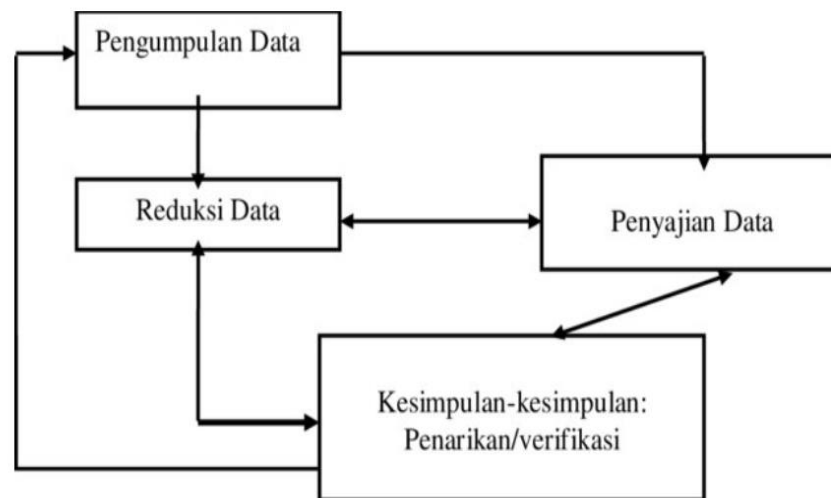 Pengumpulan Data
Reduksi Data
Penyajian Data
Kesimpulan-kesimpulan:
Penarikan/verifikasi